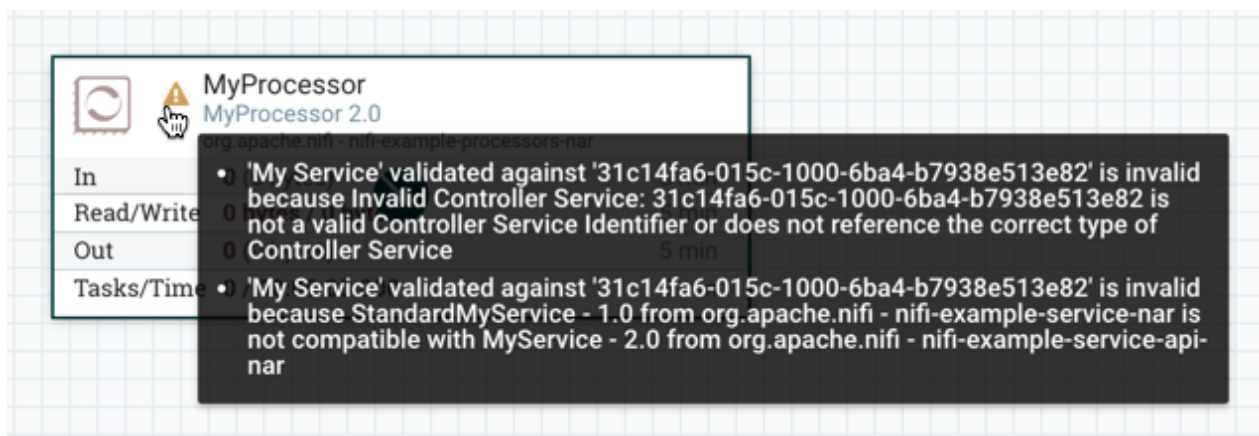 MyProcessor
MyProcessor 2.0
org.apache.nifi - nifi-example-processors-nar
In
Read/Write
Out
5 min
Tasks/Time
• 'My Service' validated against '31c14fa6-015c-1000-6ba4-b7938e513e82' is invalid
because Invalid Controller Service: 31c14fa6-015c-1000-6ba4-b7938e513e82 is
not a valid Controller Service Identifier or does not reference the correct type of
Controller Service
• 'My Service' validated against '31c14fa6-015c-1000-6ba4-b7938e513e82' is invalid
because StandardMyService - 1.0 from org.apache.nifi - nifi-example-service-nar is
not compatible with MyService - 2.0 from org.apache.nifi - nifi-example-service-api-
nar